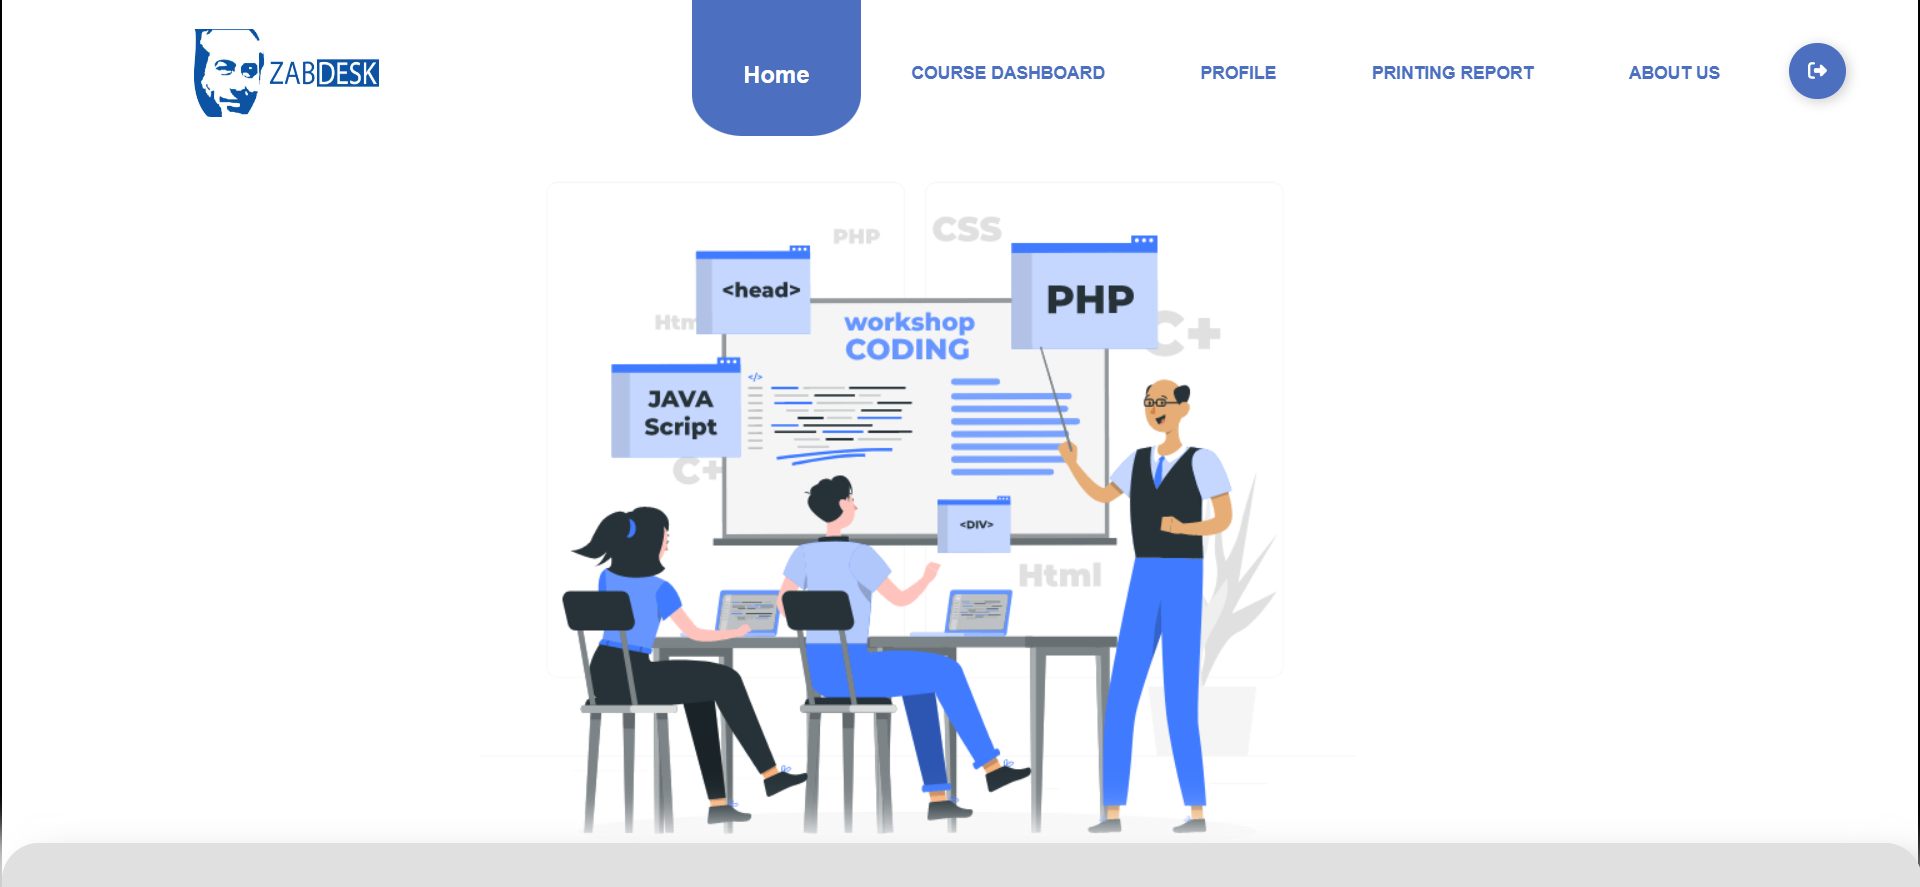 ZABDESK
Home
COURSE DASHBOARD
PROFILE
PRINTING REPORT
ABOUT US
PHP
CSS
<head>
PHP
Html
C+
workshop
CODING
</>
JAVA
Script
C+
<DIV>
Html